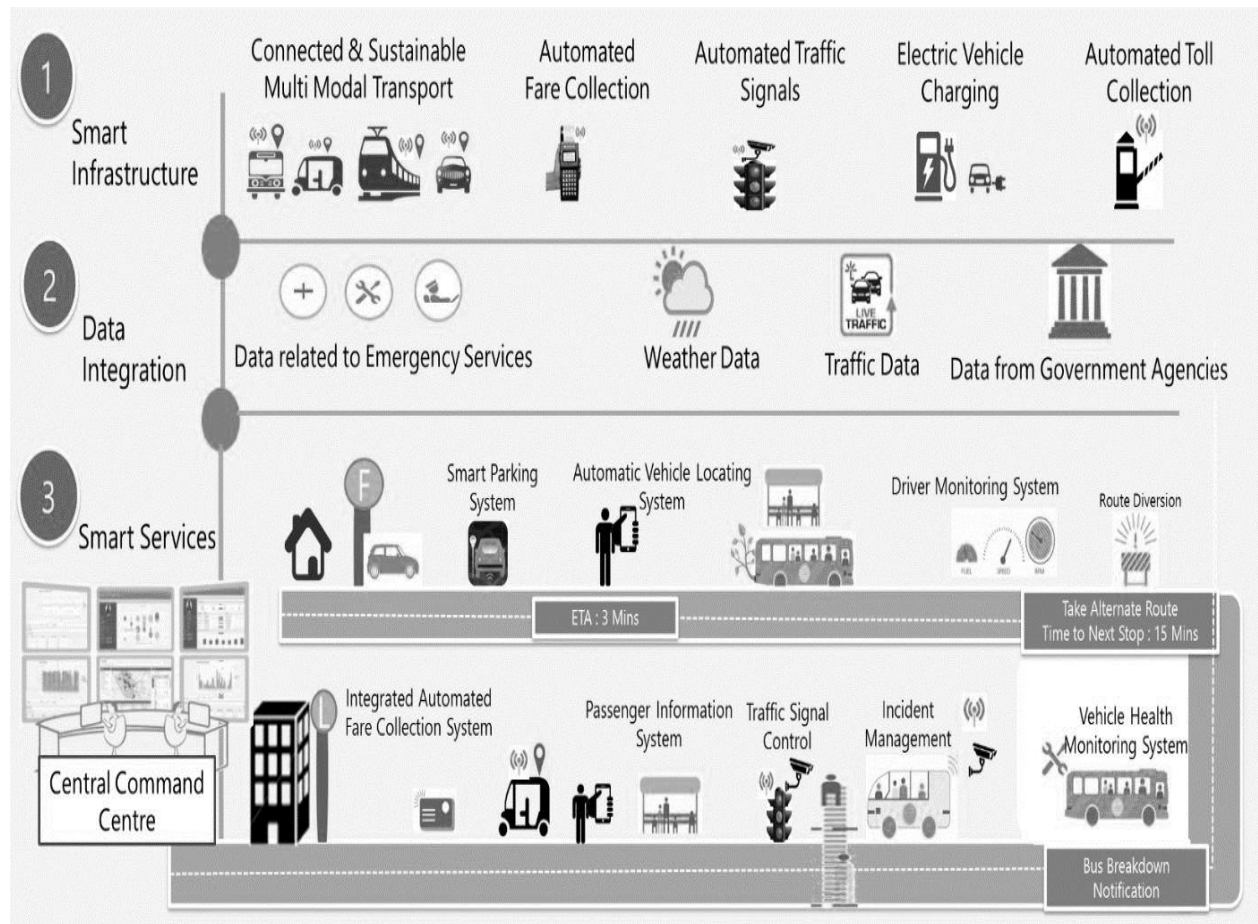 1
Smart
Infrastructure
Connected & Sustainable
Multi Modal Transport
Automated
Fare Collection
Automated Traffic
Signals
Electric Vehicle
Charging
Automated Toll
Collection
2
Data
Integration
Data related to Emergency Services
Weather Data
LIVE
TRAFFIC
Traffic Data
Data from Government Agencies
3
Smart Services
F
Smart Parking
System
Automatic Vehicle Locating
System
Driver Monitoring System
FUEL
SPEED
RPM
Route Diversion
ETA : 3 Mins
Take Alternate Route
Time to Next Stop : 15 Mins
Central Command
Centre
L
Integrated Automated
Fare Collection System
Passenger Information
System
Traffic Signal
Control
Incident
Management
Vehicle Health
Monitoring System
Bus Breakdown
Notification